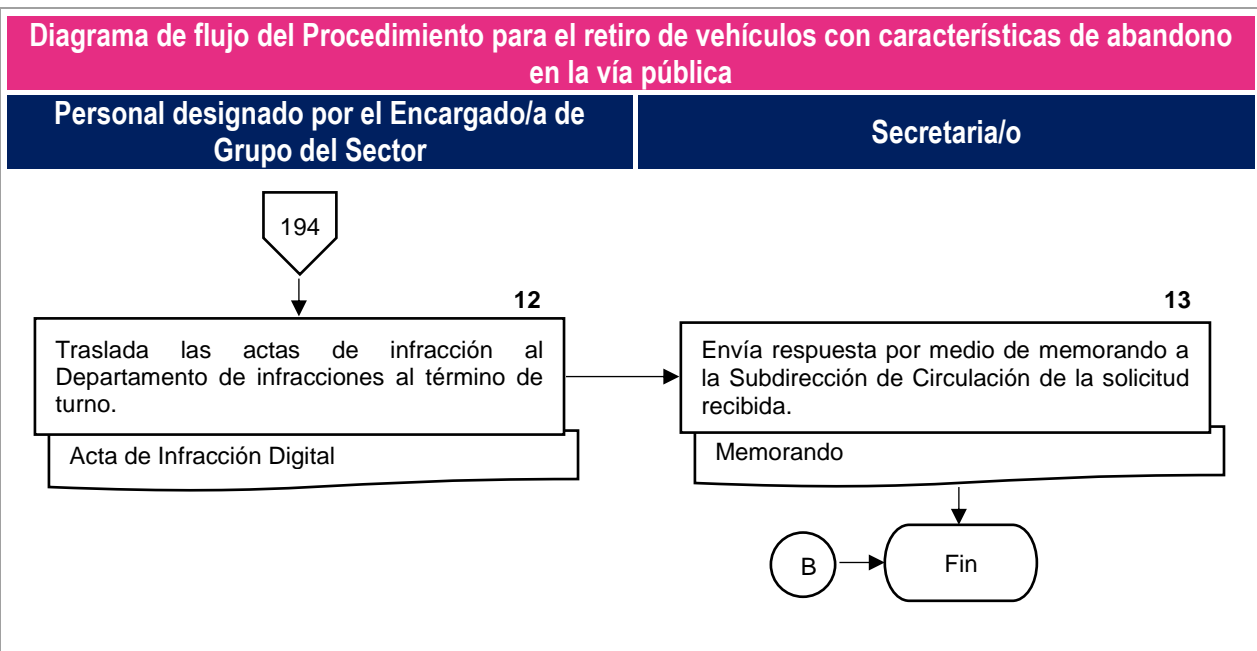 Diagrama de flujo del Procedimiento para el retiro de vehículos con características de abandono
en la vía pública
Personal designado por el Encargado/a de
Grupo del Sector
Secretaria/o
194
12
Traslada las actas de infracción al
Departamento de infracciones al término de
turno.
Acta de Infracción Digital
13
Envía respuesta por medio de memorando a
la Subdirección de Circulación de la solicitud
recibida.
Memorando
B
Fin